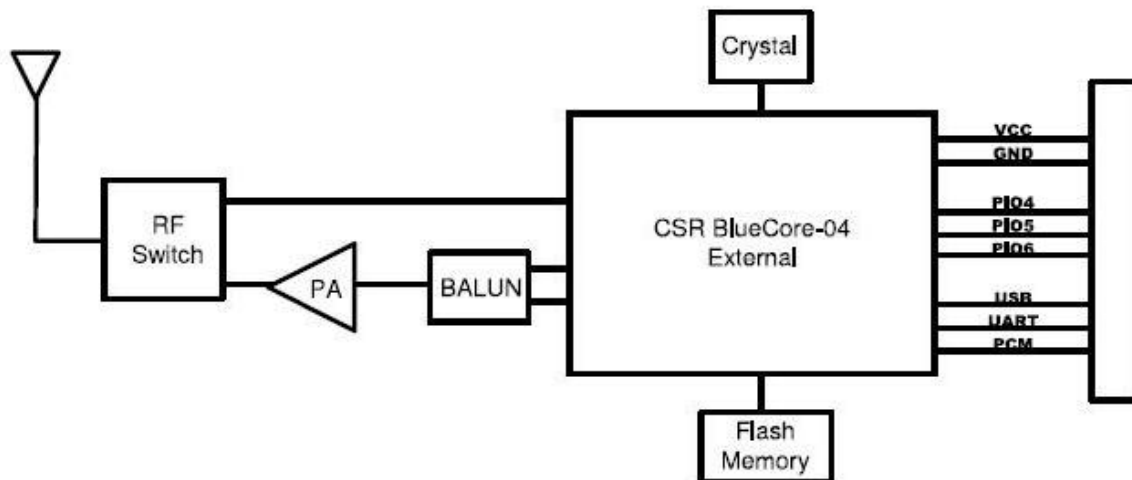 Crystal
VCC
GND
RF
Switch
PIO4
PIO5
PIO6
CSR BlueCore-04
External
PA
BALUN
USB
UART
PCM
Flash
Memory